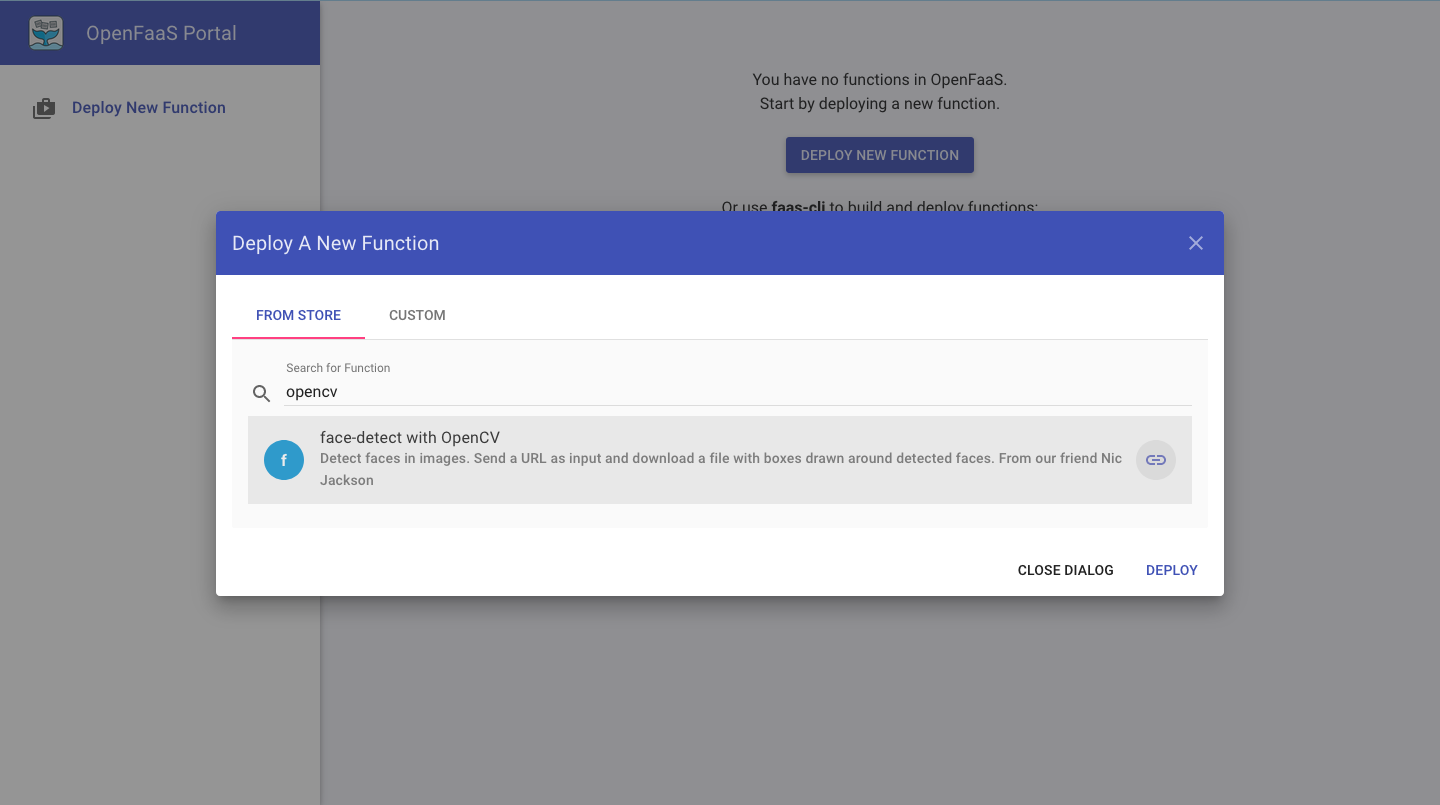 OpenFaaS Portal
Deploy New Function
You have no functions in OpenFaaS.
Start by deploying a new function.
DEPLOY NEW FUNCTION
Or use faas-cli to build and deploy functions:
Deploy A New Function
FROM STORE
CUSTOM
Search for Function
opencv
f
face-detect with OpenCV
Detect faces in images. Send a URL as input and download a file with boxes drawn around detected faces. From our friend Nic
Jackson
CLOSE DIALOG
DEPLOY